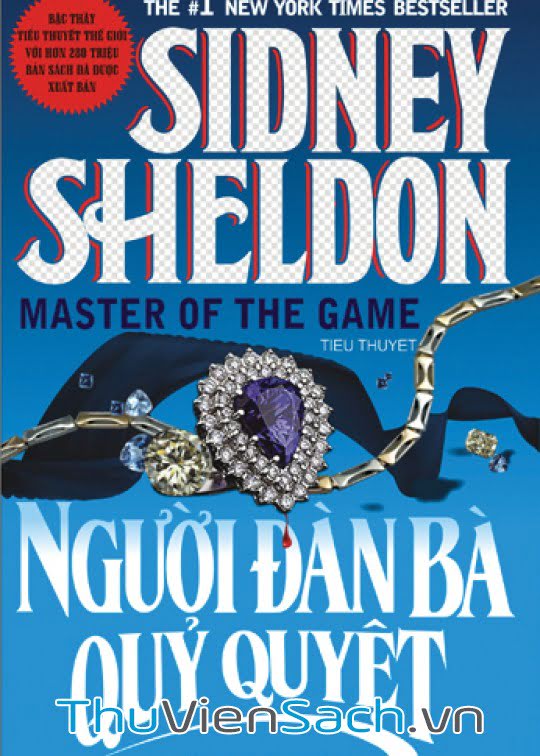 THE #1 NEW YORK TIMES BESTSELLER
BẬC THẦY
TIỂU THUYẾT THẾ GIỚI
VỚI HƠN 280 TRIỆU
BẢN SÁCH ĐÃ ĐƯỢC
XUẤT BẢN
SIDNEY
SHELDON
MASTER OF THE GAME
TIEU THUYET
NGƯỜI ĐÀN BÀ
QUỶ QUYỆT
ThuVienSach.vn